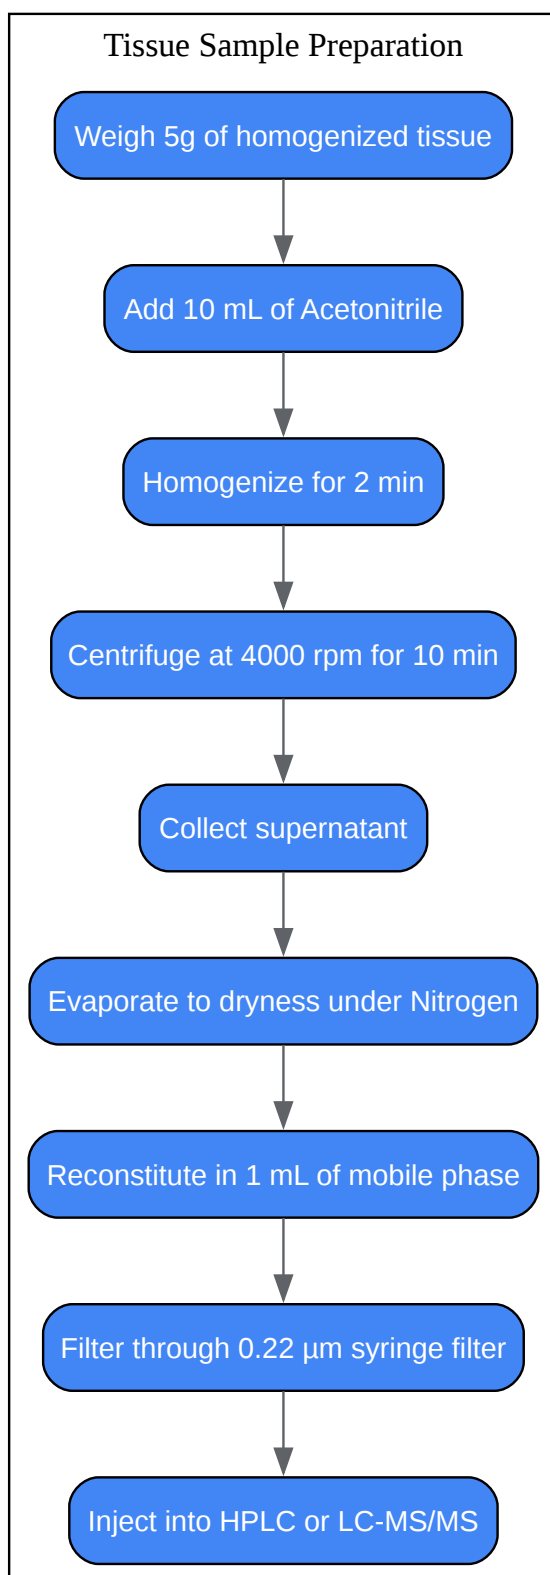 Tissue Sample Preparation
Weigh 5g of homogenized tissue
Add 10 mL of Acetonitrile
Homogenize for 2 min
Centrifuge at 4000 rpm for 10 min
Collect supernatant
Evaporate to dryness under Nitrogen
Reconstitute in 1 mL of mobile phase
Filter through 0.22 µm syringe filter
Inject into HPLC or LC-MS/MS